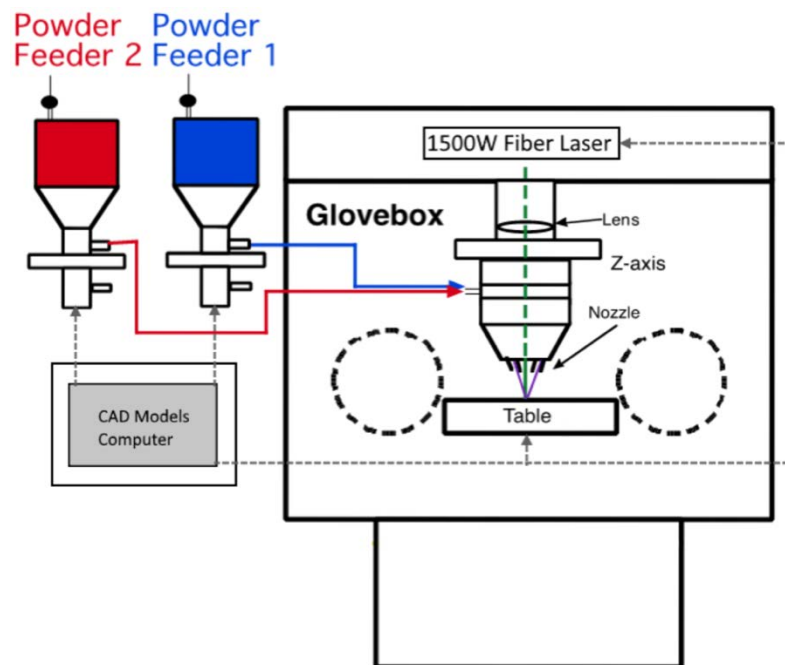 Powder
Feeder 2
Powder
Feeder 1
1500W Fiber Laser
Glovebox
Lens
Z-axis
Nozzle
Table
CAD Models
Computer